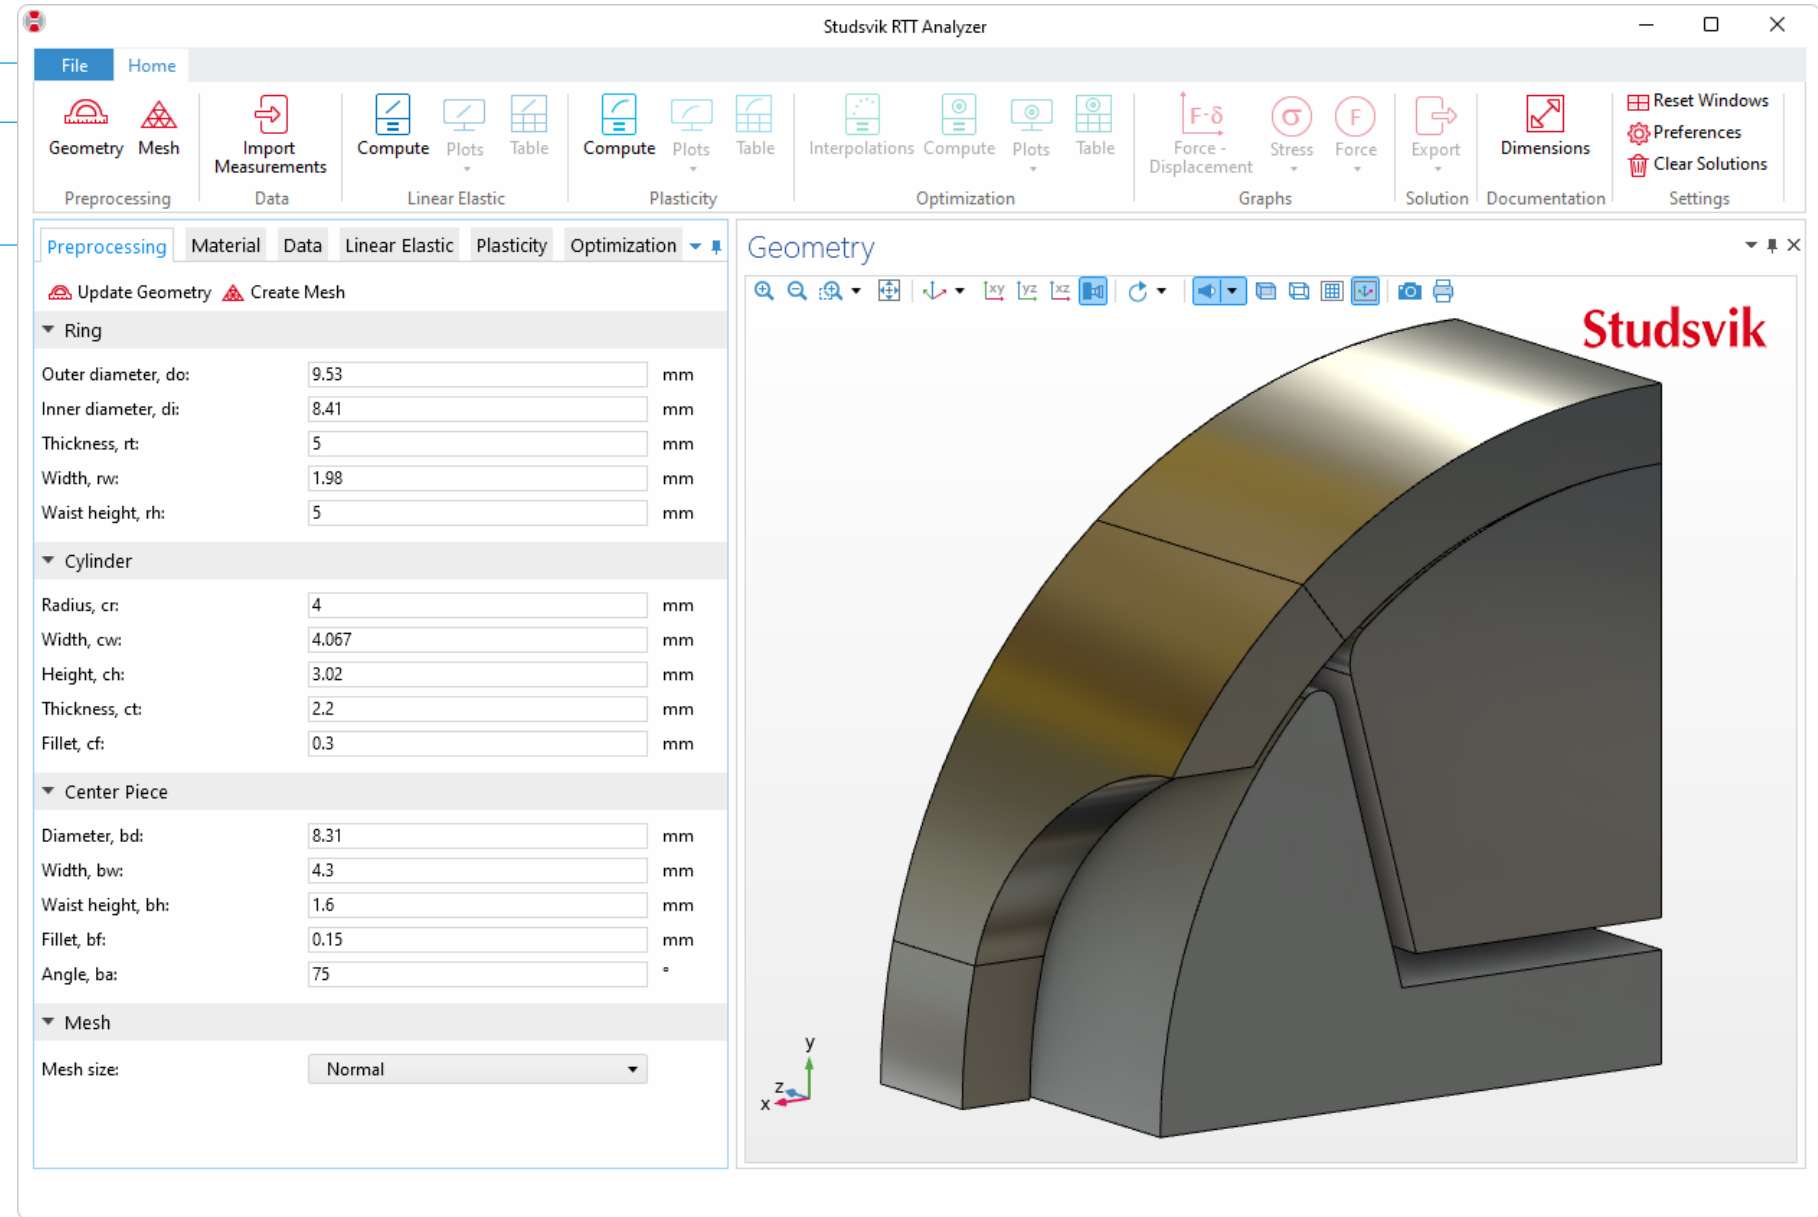 Studsvik RTT Analyzer
File Home
Geometry Mesh
Preprocessing
Import
Measurements
Data
Compute Plots Table
Linear Elastic
Compute Plots Table
Plasticity
Interpolations Compute Plots Table
Optimization
F-δ σ F
Force -
Displacement
Stress Force
Graphs
Export
Solution
Dimensions
Documentation
Reset Windows
Preferences
Clear Solutions
Settings
Preprocessing Material Data Linear Elastic Plasticity Optimization
Update Geometry Create Mesh
Ring
Outer diameter, do: 9.53 mm
Inner diameter, di: 8.41 mm
Thickness, rt: 5 mm
Width, rw: 1.98 mm
Waist height, rh: 5 mm
Cylinder
Radius, cr: 4 mm
Width, cw: 4.067 mm
Height, ch: 3.02 mm
Thickness, ct: 2.2 mm
Fillet, cf: 0.3 mm
Center Piece
Diameter, bd: 8.31 mm
Width, bw: 4.3 mm
Waist height, bh: 1.6 mm
Fillet, bf: 0.15 mm
Angle, ba: 75 °
Mesh
Mesh size: Normal
Geometry
xy yz xz
Studsvik
y
z
x